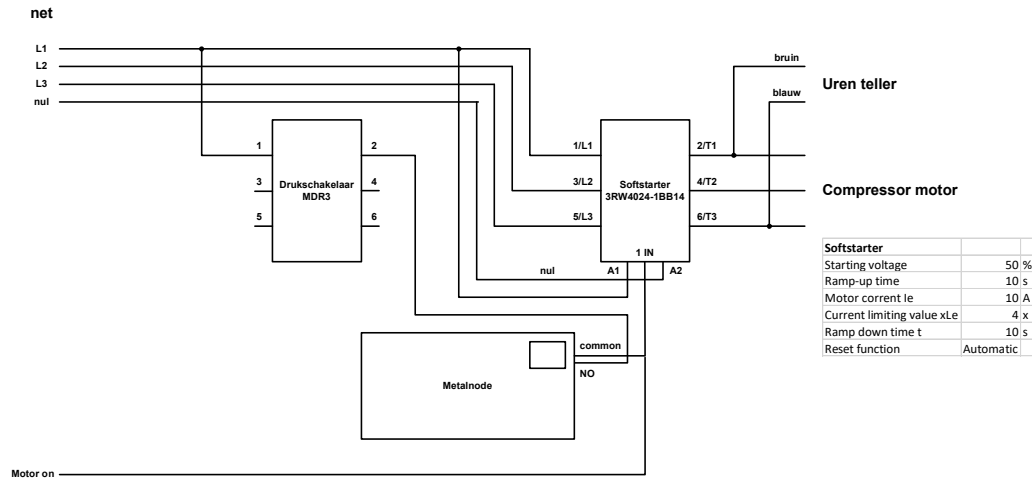 net
L1
L2
L3
nul
bruin
Uren teller
blauw
1
2
3
4
5
6
Drukschakelaar
MDR3
1/L1
2/T1
3/L2
4/T2
5/L3
6/T3
Softstarter
3RW4024-1BB14
1 IN
Compressor motor
nul
A1
A2
Softstarter
Starting voltage 50 %
Ramp-up time 10 s
Motor corrent Ie 10 A
Current limiting value xLe 4 x
Ramp down time t 10 s
Reset function Automatic
common
NO
Metalnode
Motor on